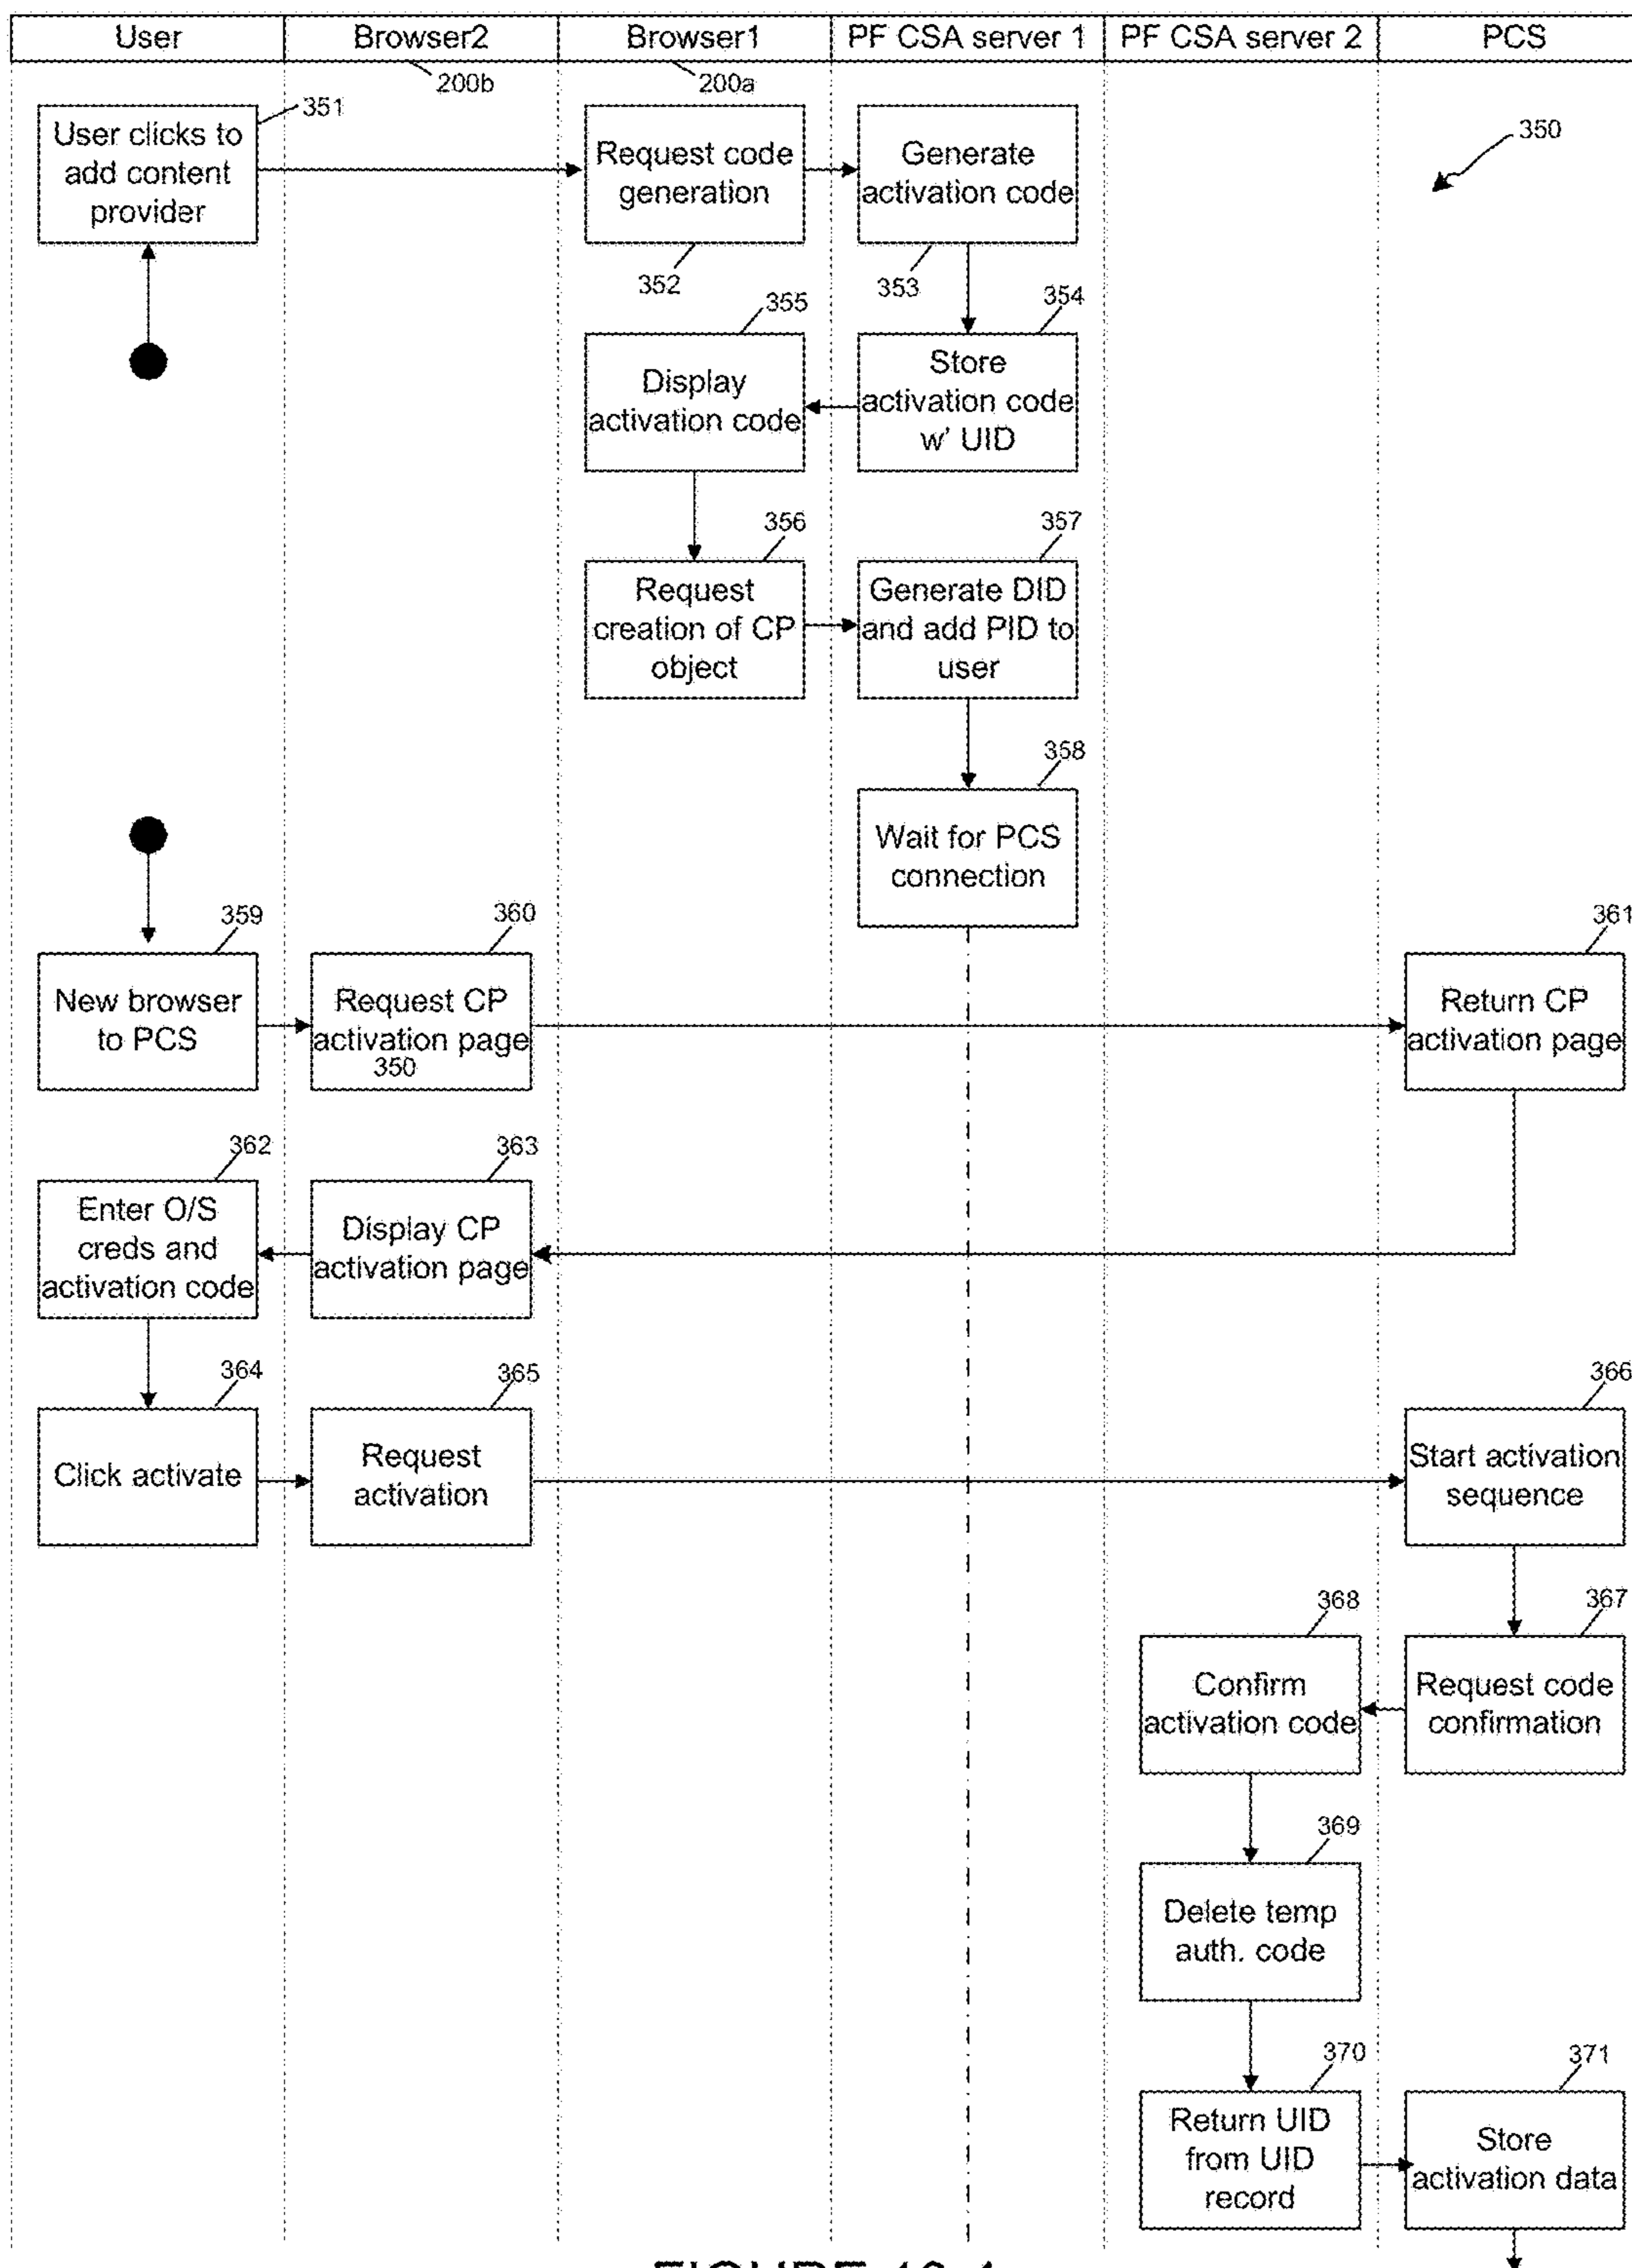 User
Browser2
Browser1
PF CSA server 1
PF CSA server 2
PCS
200b
200a
351
350
User clicks to
add content
provider
Request code
generation
Generate
activation code
352
353
355
354
Display
activation code
Store
activation code
w' UID
356
357
Request
creation of CP
object
Generate DID
and add PID to
user
358
Wait for PCS
connection
359
360
361
New browser
to PCS
Request CP
activation page
350
Return CP
activation page
362
363
Enter O/S
creds and
activation code
Display CP
activation page
364
365
366
Click activate
Request
activation
Start activation
sequence
368
367
Confirm
activation code
Request code
confirmation
369
Delete temp
auth. code
370
371
Return UID
from UID
record
Store
activation data